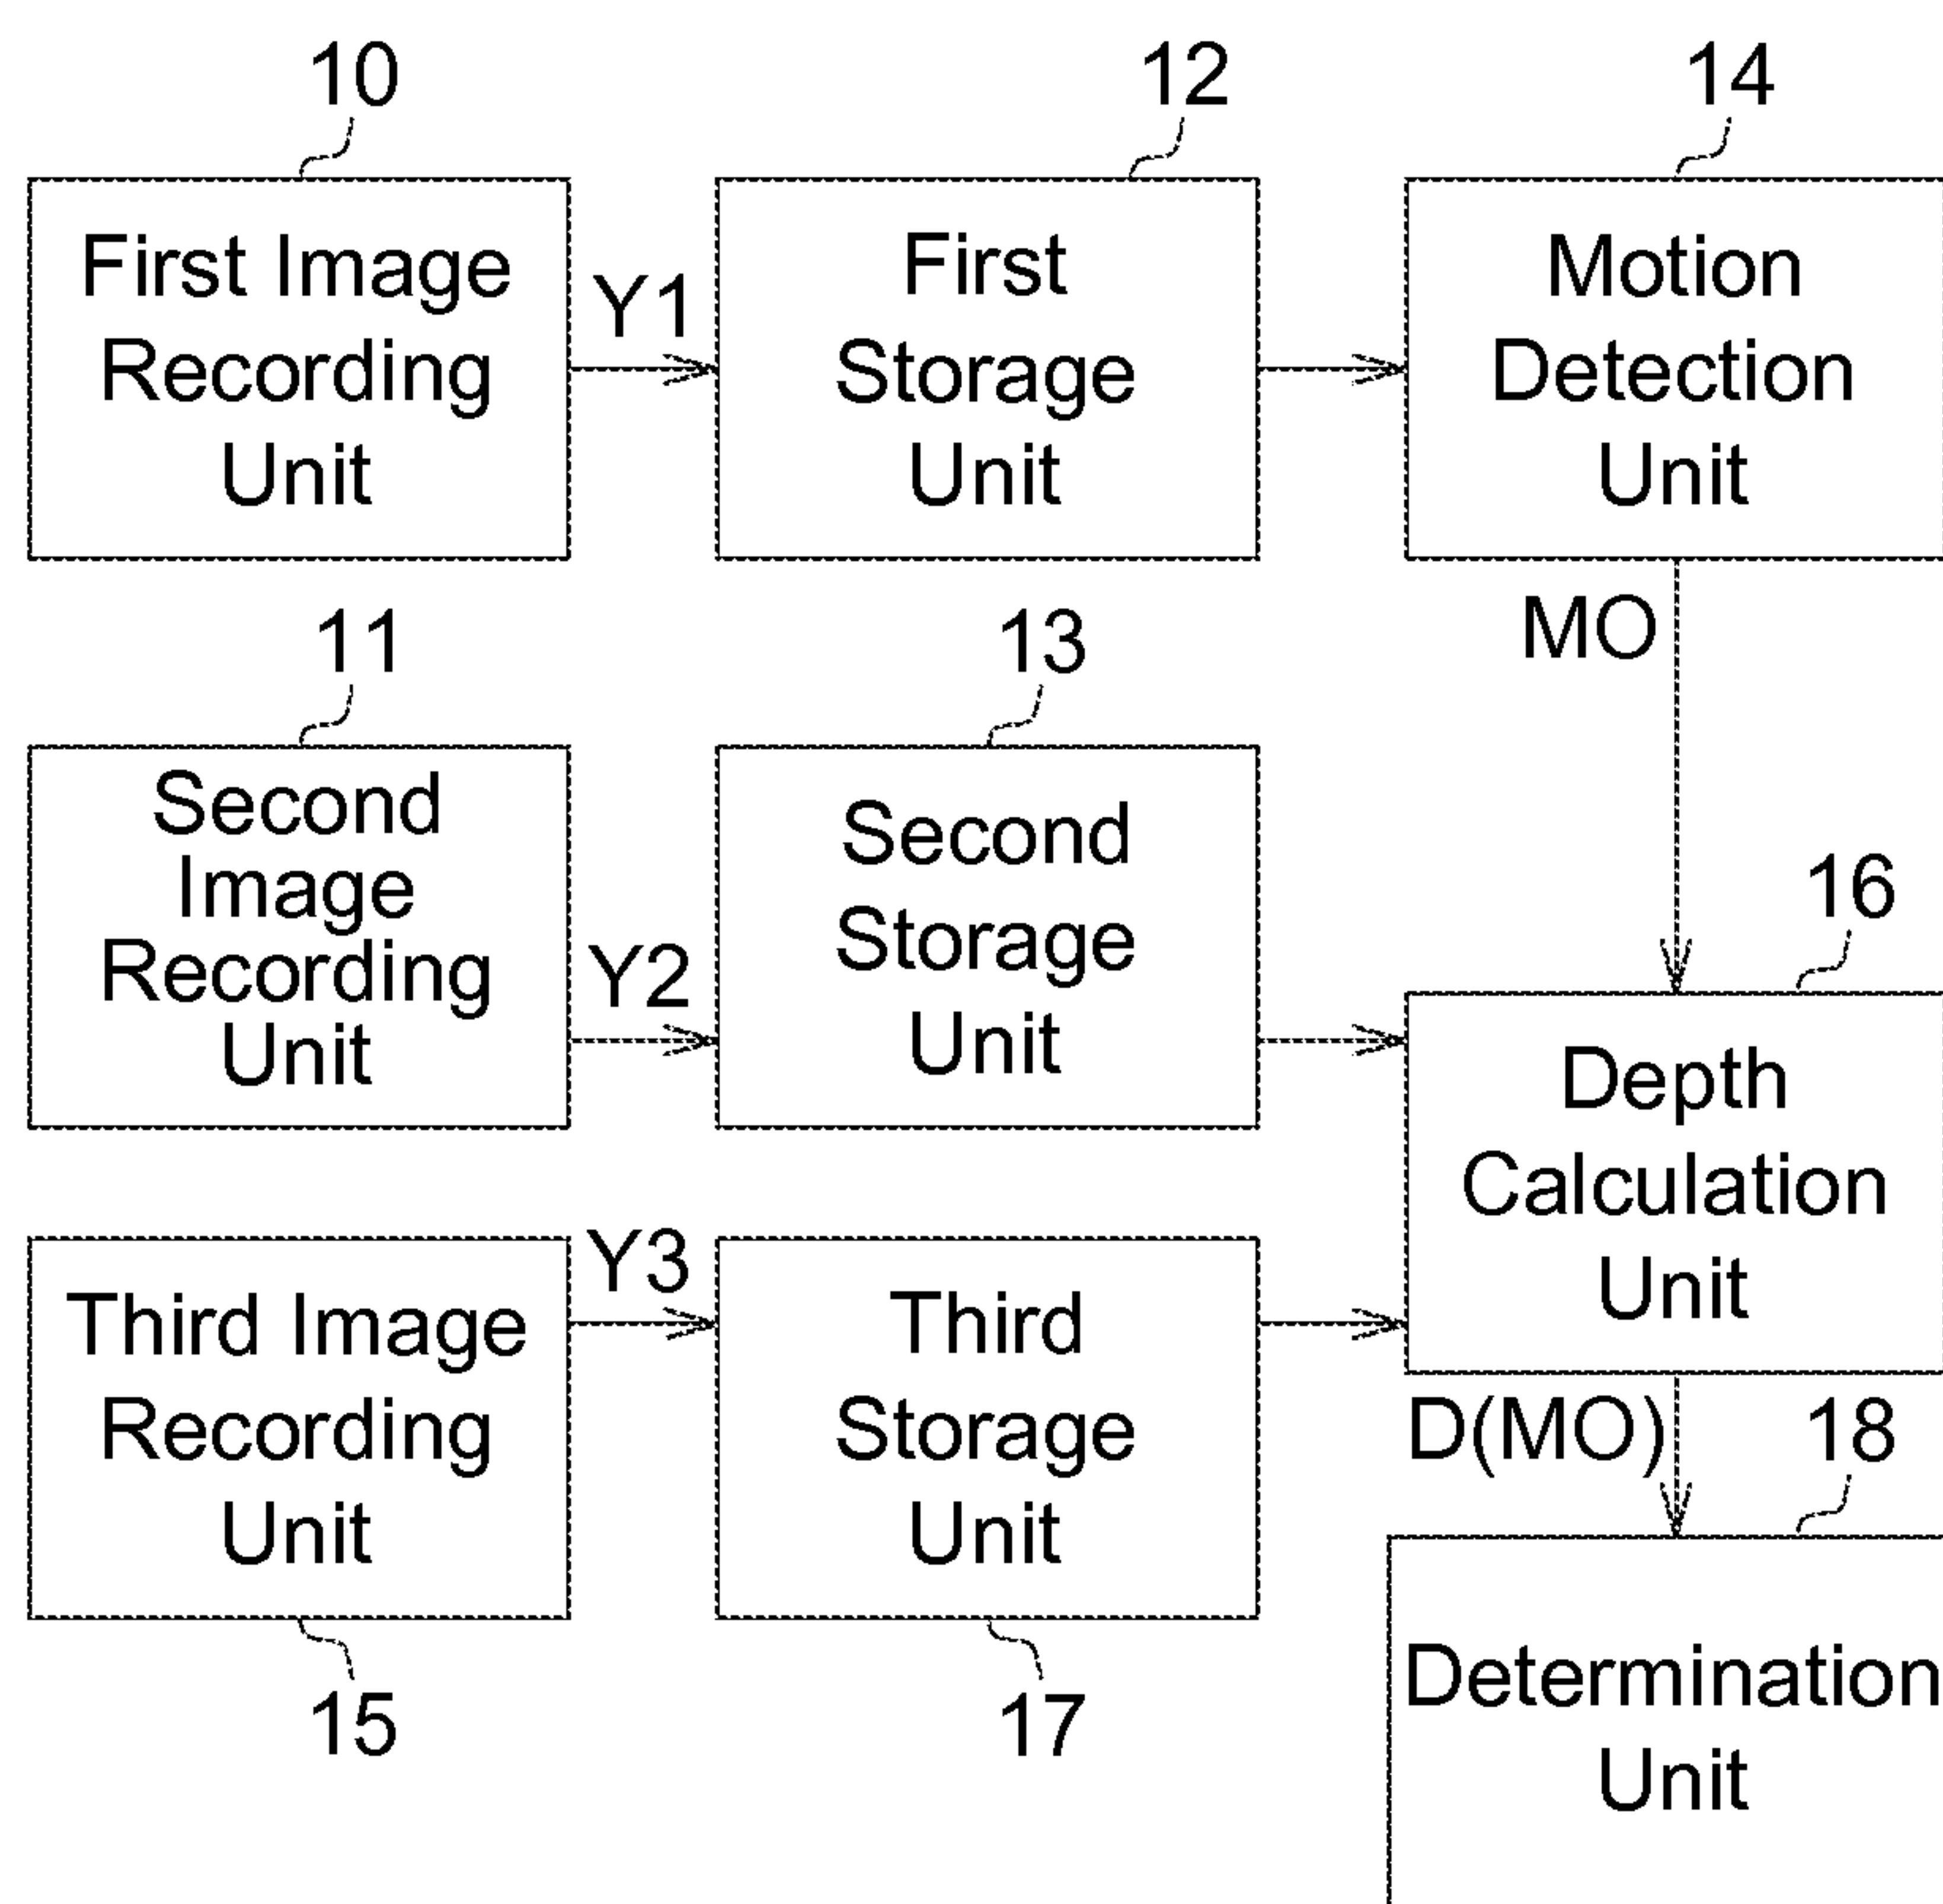 10
12
14
First Image
Recording
Unit
Y1
First
Storage
Unit
Motion
Detection
Unit
MO
11
13
Second
Image
Recording
Unit
Y2
Second
Storage
Unit
16
Depth
Calculation
Unit
Third Image
Recording
Unit
Y3
Third
Storage
Unit
D(MO)
18
15
17
Determination
Unit